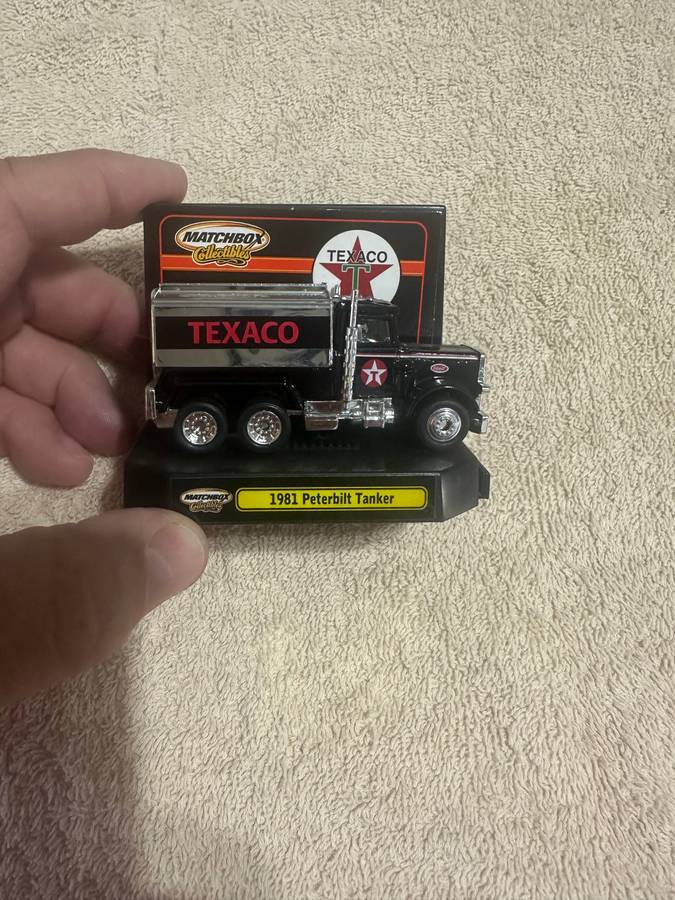 MATCHBOX
Collectibles
TEXACO
T
TEXACO
T
MATCHBOX
Collectibles
1981 Peterbilt Tanker